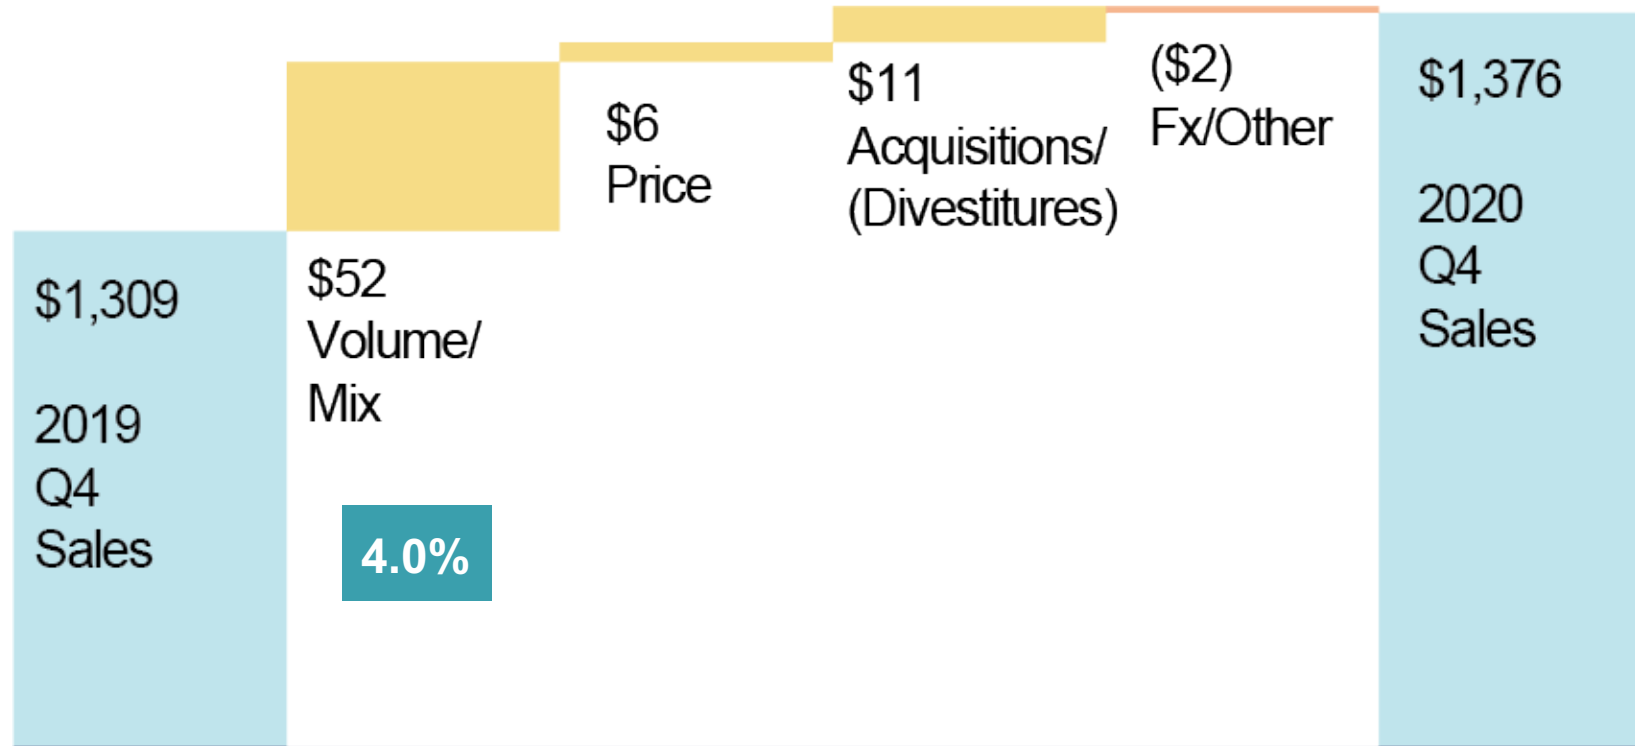 $1,309
2019
Q4
Sales
$52
Volume/
Mix
4.0%
$6
Price
$11
Acquisitions/
(Divestitures)
($2)
Fx/Other
$1,376
2020
Q4
Sales